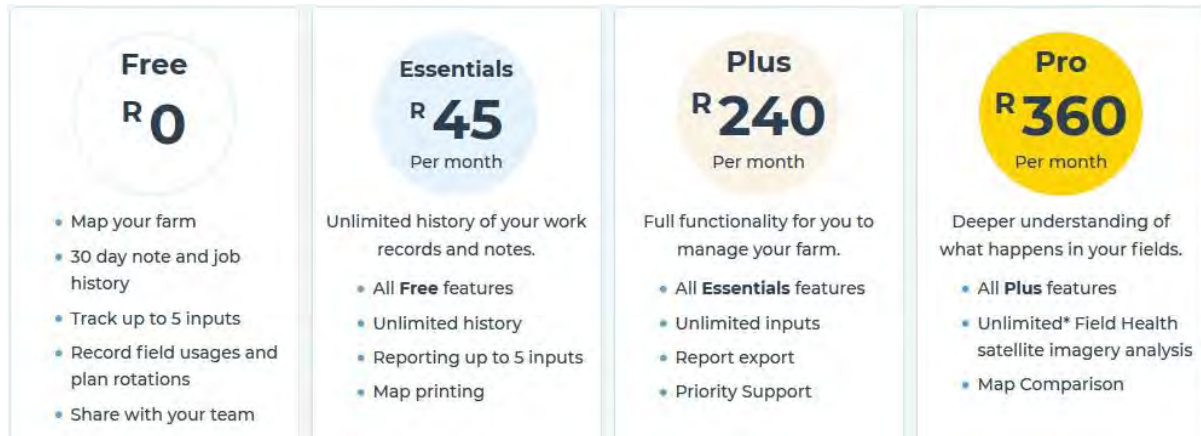 Free
R 0
Map your farm
30 day note and job
history
Track up to 5 inputs
Record field usages and
plan rotations
Share with your team
Essentials
R 45
Per month
Unlimited history of your work
records and notes.
All Free features
Unlimited history
Reporting up to 5 inputs
Map printing
Plus
R 240
Per month
Full functionality for you to
manage your farm.
All Essentials features
Unlimited inputs
Report export
Priority Support
Pro
R 360
Per month
Deeper understanding of
what happens in your fields.
All Plus features
Unlimited* Field Health
satellite imagery analysis
Map Comparison